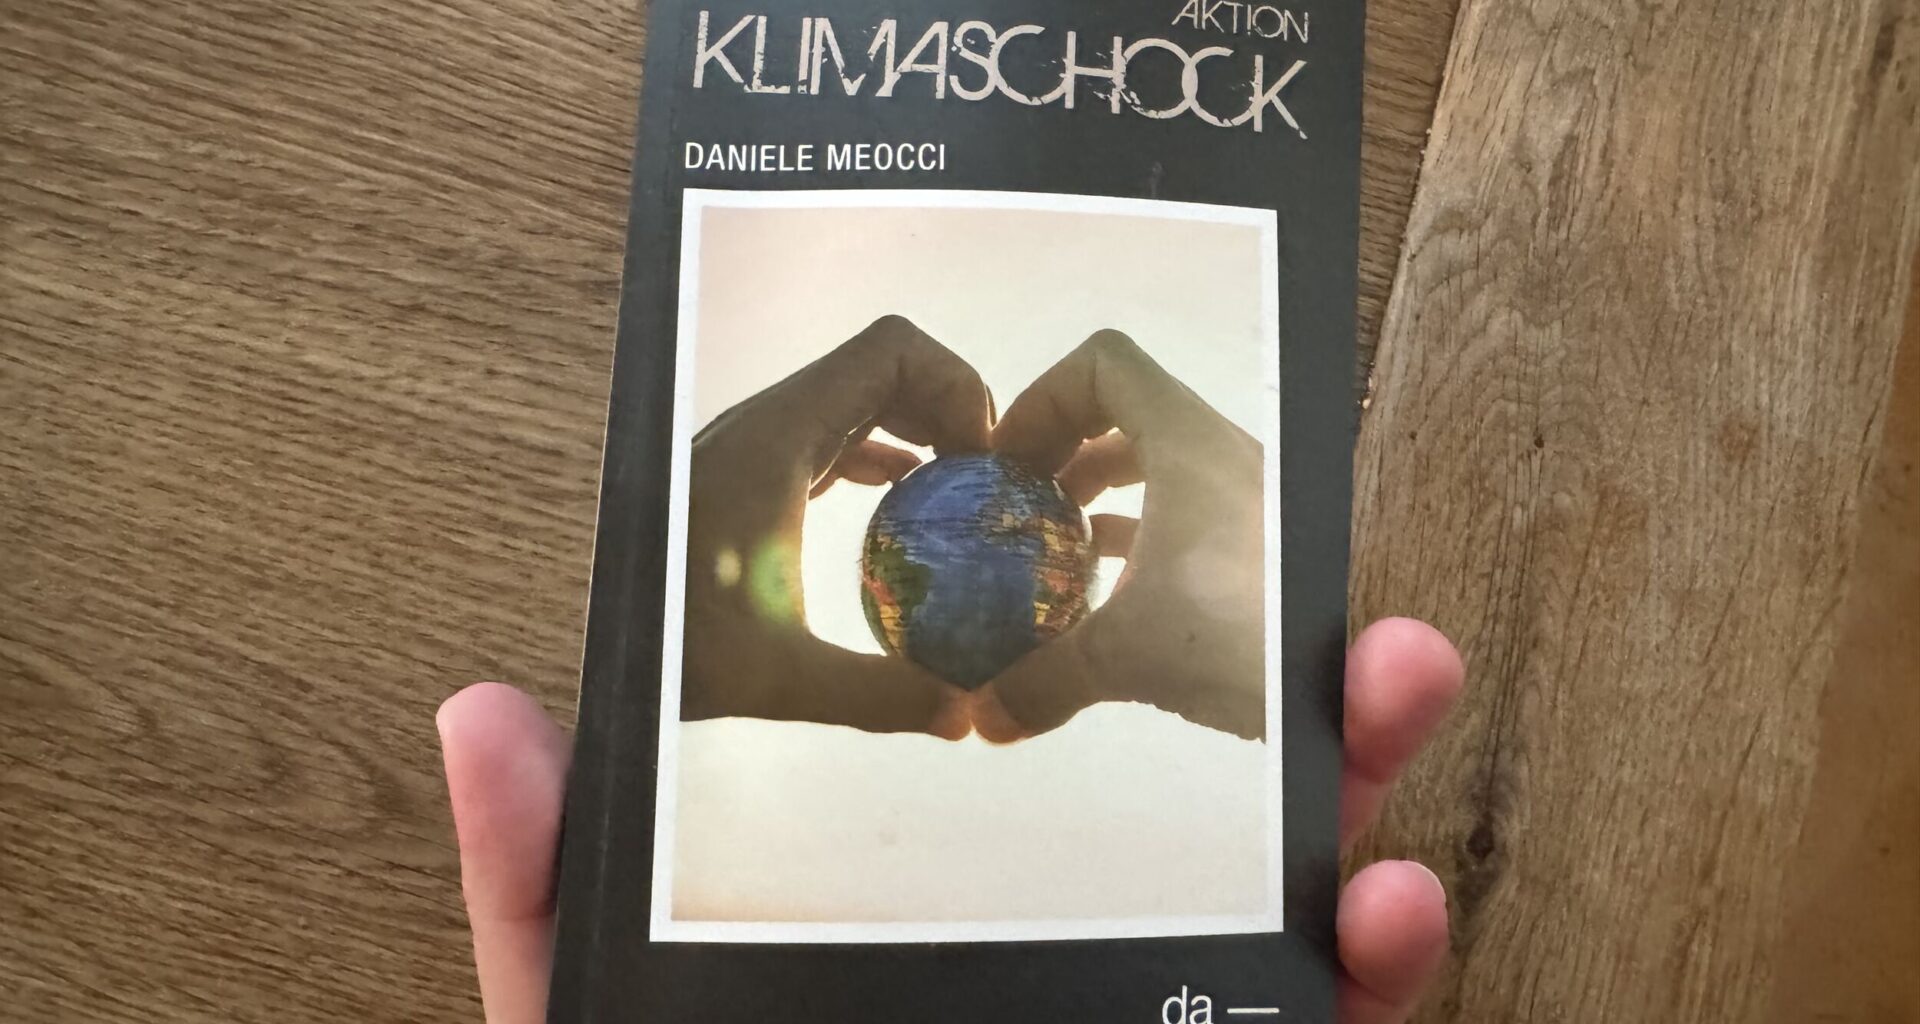 AKTION
KLIMASCHOCK
DANIELE MEOCCI
da —